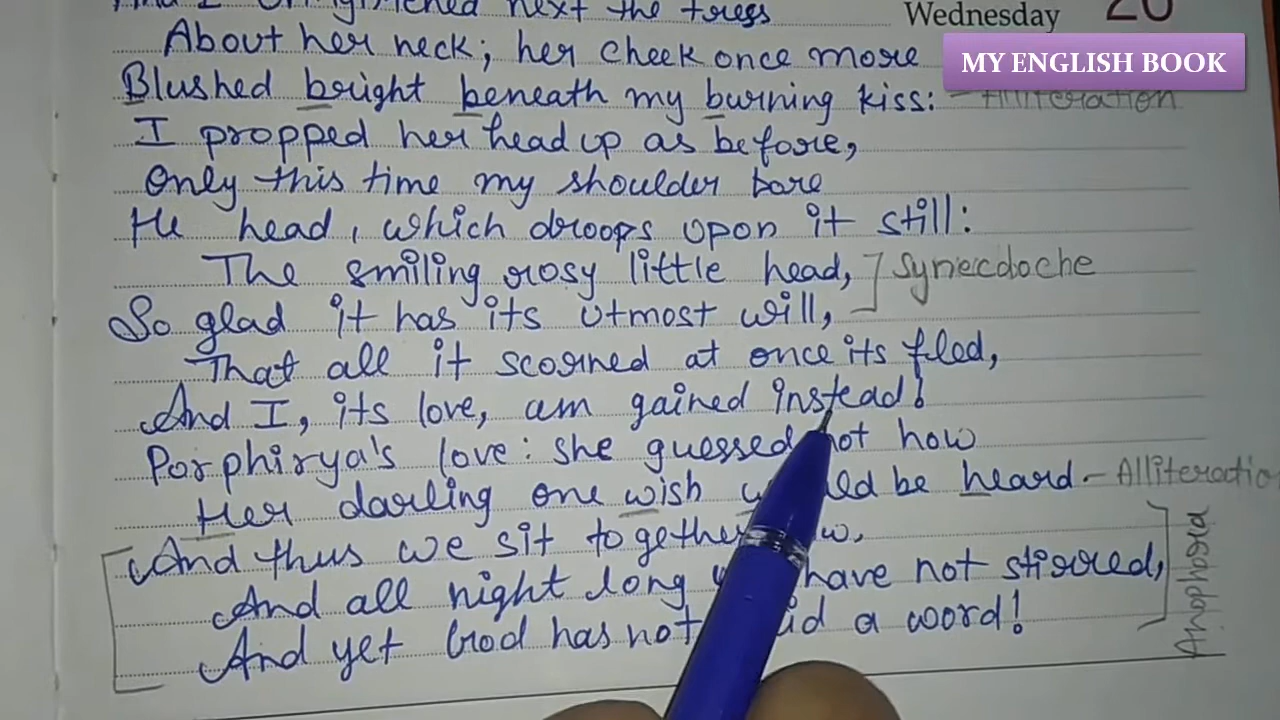 next the tress
Wednesday 20
About her neck; her cheek once more
MY ENGLISH BOOK
Blushed bright beneath my burning kiss: - Alliteration
I propped her head up as before,
Only this time my shoulder bore
He head, which droops upon it still:
The smiling rosy little head, ] Synecdoche
So glad it has its utmost will,
That all it scorned at once its fled,
And I, its love, am gained instead!
Porphirya's love: she guessed not how
Her darling one wish would be heard - Alliteratio
And thus we sit together
And all night long have not stirred,
And yet God has not a word!
Anaphora